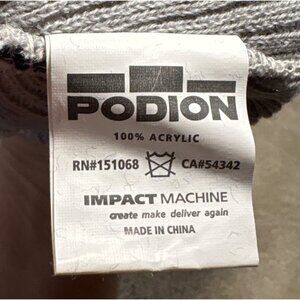 PODION
100% ACRYLIC
RN#151068 CA#54342
IMPACT MACHINE
create make deliver again
MADE IN CHINA